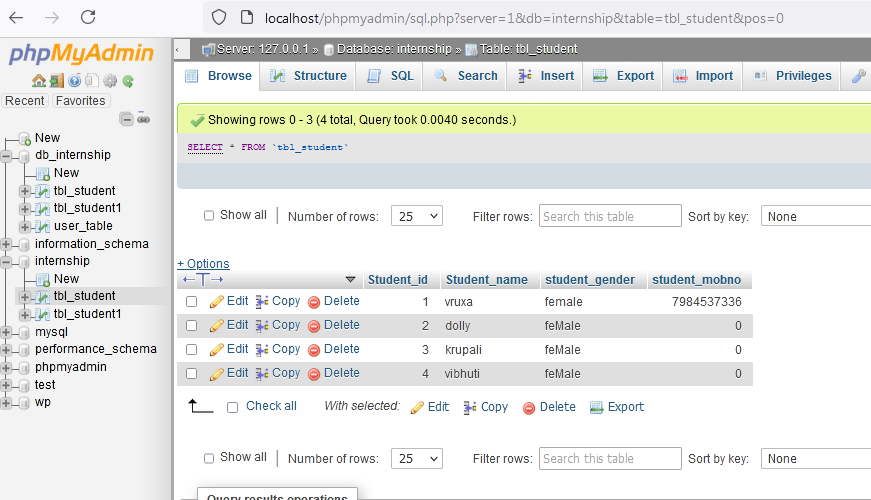 localhost/phpmyadmin/sql.php?server=1&db=internship&table=tbl_student&pos=0
phpMyAdmin
Recent Favorites
New
db_internship
New
tbl_student
tbl_student1
user_table
information_schema
internship
New
tbl_student
tbl_student1
mysql
performance_schema
phpmyadmin
test
wp
Server: 127.0.0.1 » Database: internship » Table: tbl_student
Browse Structure SQL Search Insert Export Import Privileges
Showing rows 0 - 3 (4 total, Query took 0.0040 seconds.)
SELECT * FROM `tbl_student`
Show all Number of rows: 25 Filter rows: Search this table Sort by key: None
+ Options
Student_id Student_name student_gender student_mobno
Edit Copy Delete 1 vruxa female 7984537336
Edit Copy Delete 2 dolly feMale 0
Edit Copy Delete 3 krupali feMale 0
Edit Copy Delete 4 vibhuti feMale 0
Check all With selected: Edit Copy Delete Export
Show all Number of rows: 25 Filter rows: Search this table Sort by key: None
Query results operations